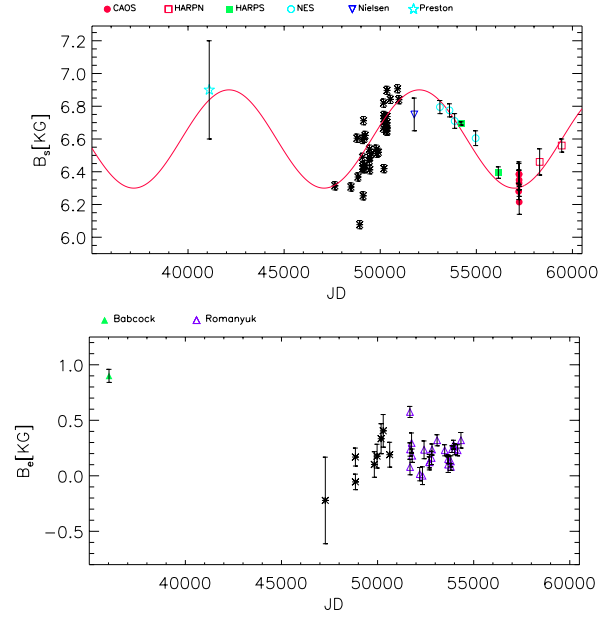 CAOS HARPN HARPS NES Nielsen Preston
7.2
7.0
6.8
6.6
6.4
6.2
6.0
Bs[KG]
40000 45000 50000 55000 60000
JD
Babcock Romanyuk
1.0
0.5
0.0
−0.5
Be[KG]
40000 45000 50000 55000 60000
JD